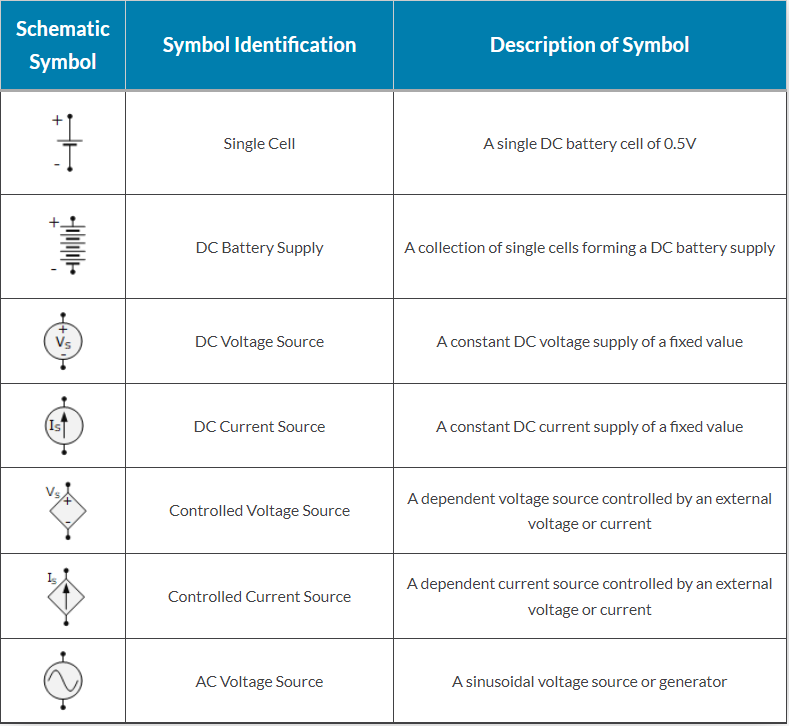 Schematic
Symbol
Symbol Identification
Description of Symbol
+
-
Single Cell
A single DC battery cell of 0.5V
+
-
DC Battery Supply
A collection of single cells forming a DC battery supply
+
Vs
-
DC Voltage Source
A constant DC voltage supply of a fixed value
Is
DC Current Source
A constant DC current supply of a fixed value
Vs
+
-
Controlled Voltage Source
A dependent voltage source controlled by an external
voltage or current
Is
Controlled Current Source
A dependent current source controlled by an external
voltage or current
AC Voltage Source
A sinusoidal voltage source or generator